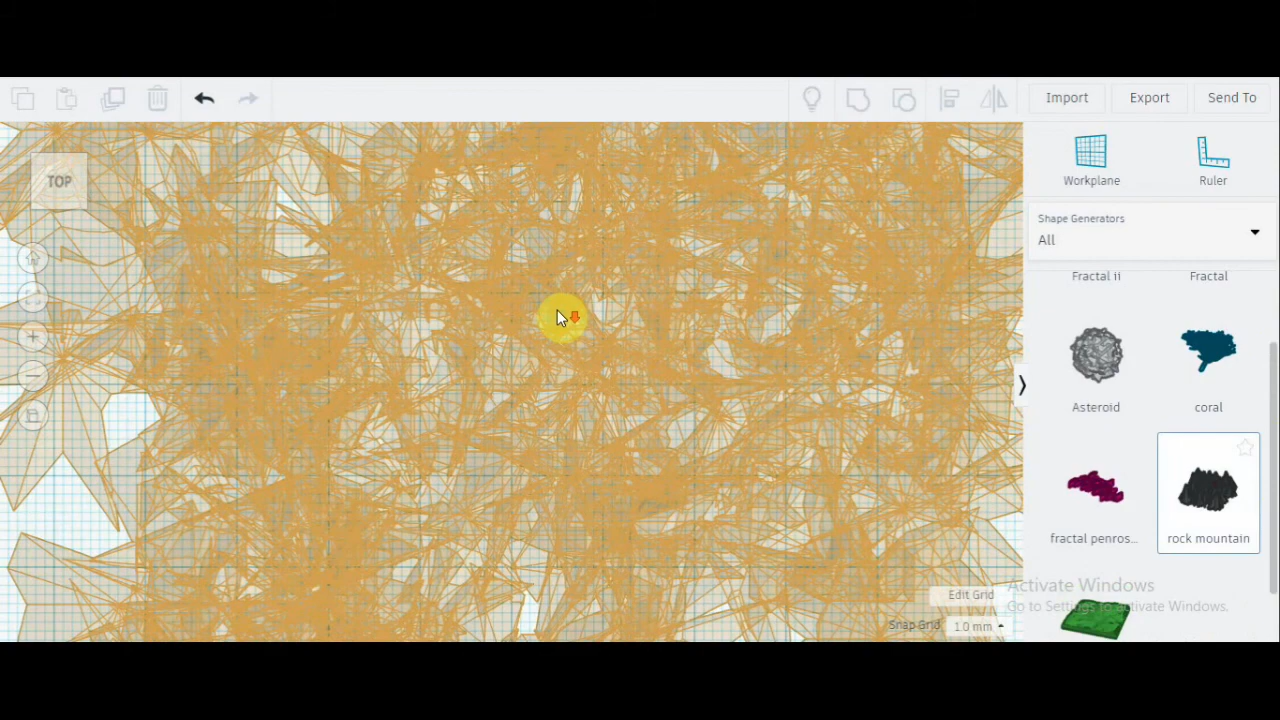 Import
Export
Send To
TOP
Workplane
Ruler
Shape Generators
All
Fractal ii
Fractal
Asteroid
coral
fractal penros...
rock mountain
Activate Windows
Go to Settings to activate Windows.
Edit Grid
Snap Grid
1.0 mm